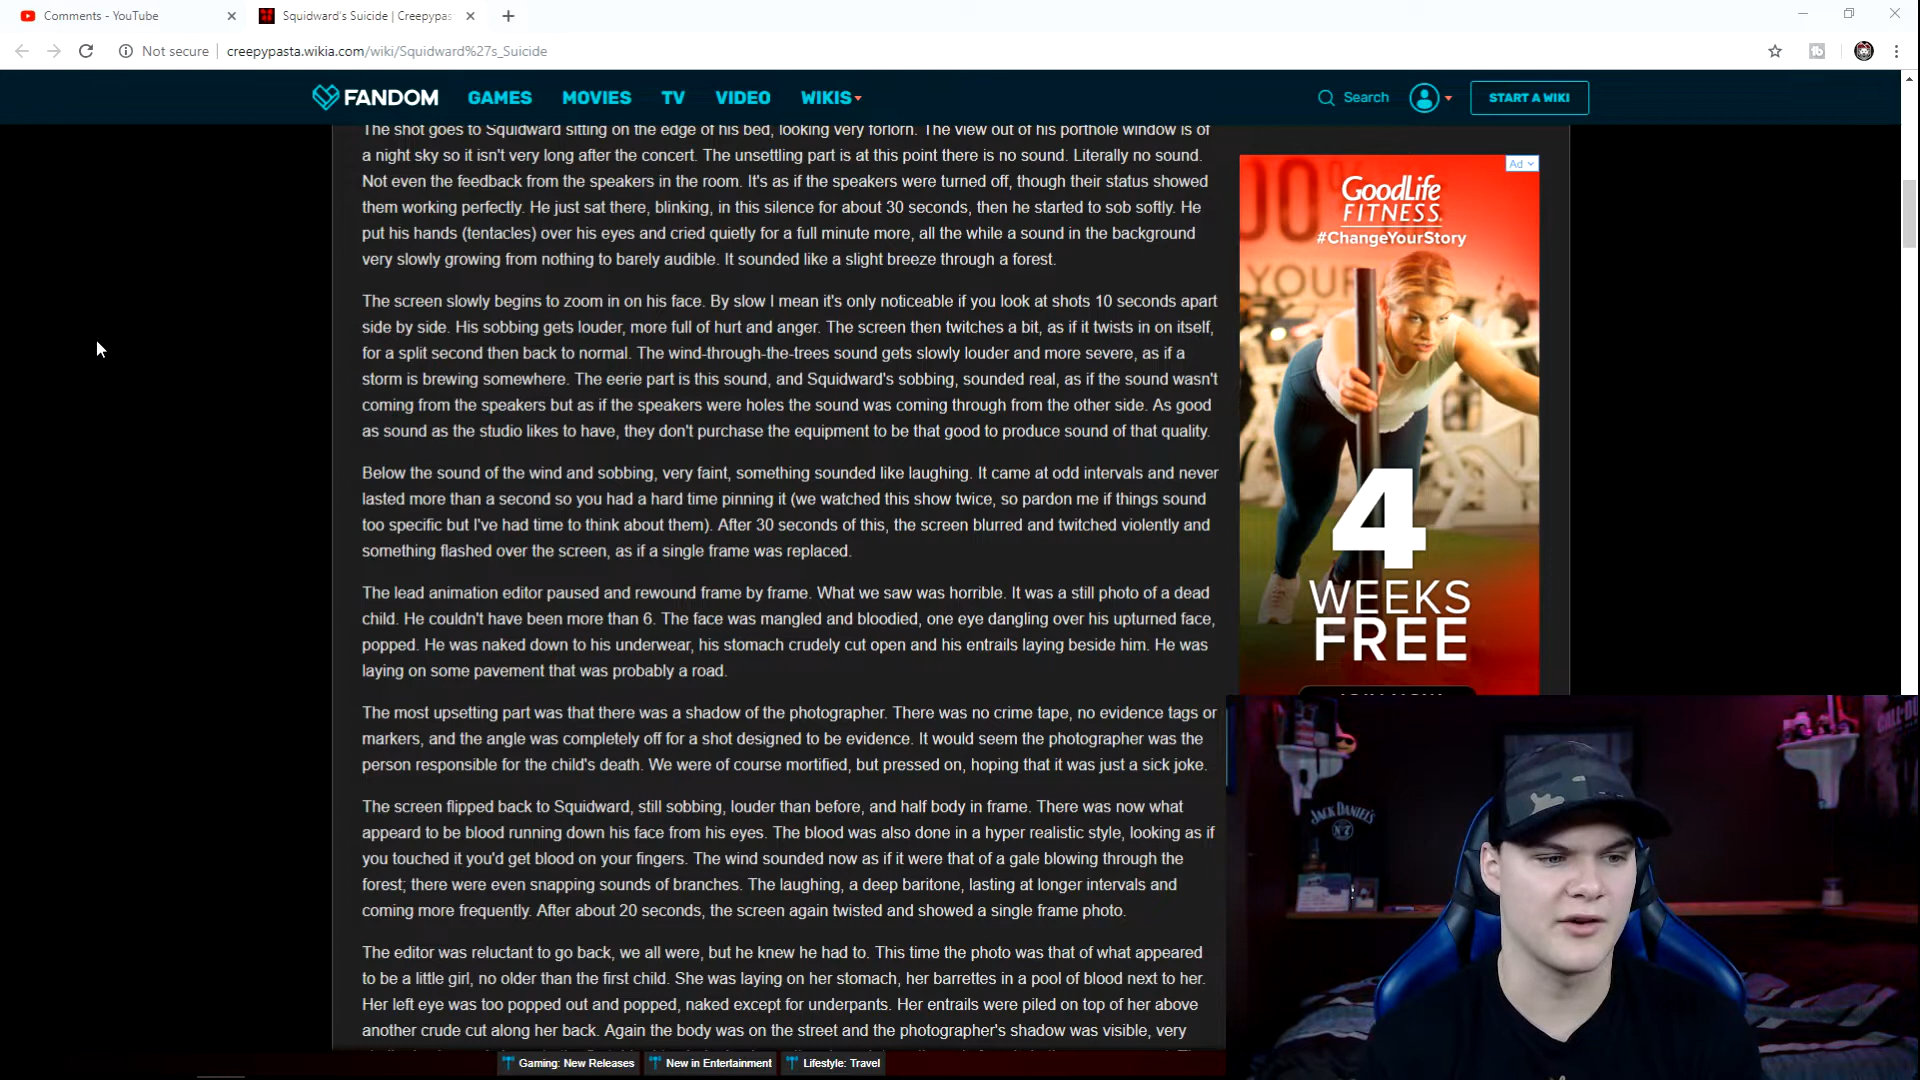 Comments - YouTube
Squidward's Suicide | Creepypas
Not secure
creepypasta.wikia.com/wiki/Squidward%27s_Suicide
FANDOM
GAMES
MOVIES
TV
VIDEO
WIKIS
Search
START A WIKI
The shot goes to Squidward sitting on the edge of his bed, looking very forlorn. The view out of his porthole window is of
a night sky so it isn't very long after the concert. The unsettling part is at this point there is no sound. Literally no sound.
Not even the feedback from the speakers in the room. It's as if the speakers were turned off, though their status showed
them working perfectly. He just sat there, blinking, in this silence for about 30 seconds, then he started to sob softly. He
put his hands (tentacles) over his eyes and cried quietly for a full minute more, all the while a sound in the background
very slowly growing from nothing to barely audible. It sounded like a slight breeze through a forest.
The screen slowly begins to zoom in on his face. By slow I mean it's only noticeable if you look at shots 10 seconds apart
side by side. His sobbing gets louder, more full of hurt and anger. The screen then twitches a bit, as if it twists in on itself,
for a split second then back to normal. The wind-through-the-trees sound gets slowly louder and more severe, as if a
storm is brewing somewhere. The eerie part is this sound, and Squidward's sobbing, sounded real, as if the sound wasn't
coming from the speakers but as if the speakers were holes the sound was coming through from the other side. As good
as sound as the studio likes to have, they don't purchase the equipment to be that good to produce sound of that quality.
Below the sound of the wind and sobbing, very faint, something sounded like laughing. It came at odd intervals and never
lasted more than a second so you had a hard time pinning it (we watched this show twice, so pardon me if things sound
too specific but I've had time to think about them). After 30 seconds of this, the screen blurred and twitched violently and
something flashed over the screen, as if a single frame was replaced.
The lead animation editor paused and rewound frame by frame. What we saw was horrible. It was a still photo of a dead
child. He couldn't have been more than 6. The face was mangled and bloodied, one eye dangling over his upturned face,
popped. He was naked down to his underwear, his stomach crudely cut open and his entrails laying beside him. He was
laying on some pavement that was probably a road.
The most upsetting part was that there was a shadow of the photographer. There was no crime tape, no evidence tags or
markers, and the angle was completely off for a shot designed to be evidence. It would seem the photographer was the
person responsible for the child's death. We were of course mortified, but pressed on, hoping that it was just a sick joke.
The screen flipped back to Squidward, still sobbing, louder than before, and half body in frame. There was now what
appeard to be blood running down his face from his eyes. The blood was also done in a hyper realistic style, looking as if
you touched it you'd get blood on your fingers. The wind sounded now as if it were that of a gale blowing through the
forest; there were even snapping sounds of branches. The laughing, a deep baritone, lasting at longer intervals and
coming more frequently. After about 20 seconds, the screen again twisted and showed a single frame photo.
The editor was reluctant to go back, we all were, but he knew he had to. This time the photo was that of what appeared
to be a little girl, no older than the first child. She was laying on her stomach, her barrettes in a pool of blood next to her.
Her left eye was too popped out and popped, naked except for underpants. Her entrails were piled on top of her above
another crude cut along her back. Again the body was on the street and the photographer's shadow was visible, very
Ad
GoodLife
FITNESS
#ChangeYourStory
YOUR
4
WEEKS
FREE
JACK DANIEL'S
Gaming: New Releases
New in Entertainment
Lifestyle: Travel